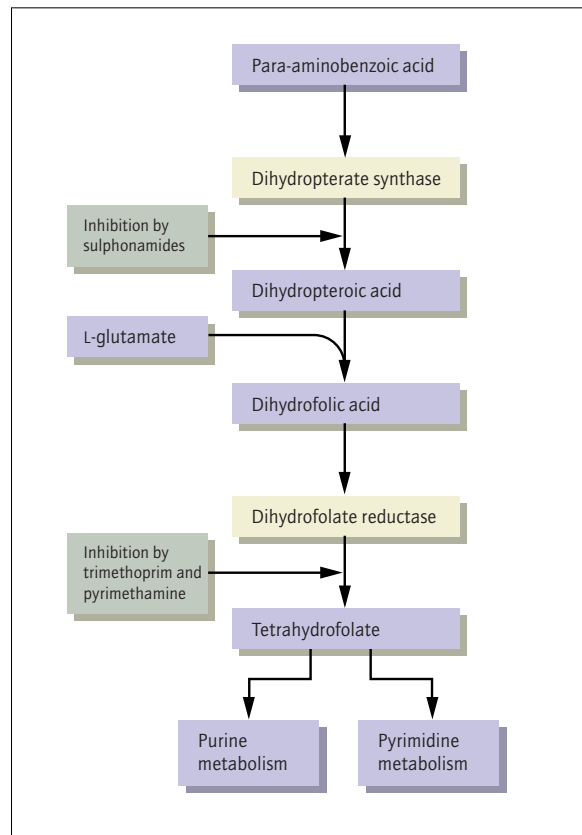 Para-aminobenzoic acid
Dihydropterate synthase
Inhibition by
sulphonamides
Dihydropteroic acid
L-glutamate
Dihydrofolic acid
Dihydrofolate reductase
Inhibition by
trimethoprim and
pyrimethamine
Tetrahydrofolate
Purine
metabolism
Pyrimidine
metabolism